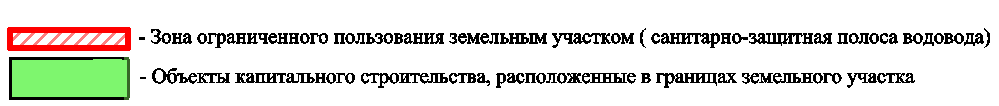 - Зона ограниченного пользования земельным участком ( санитарно-защитная полоса водовода)
- Объекты капитального строительства, расположенные в границах земельного участка